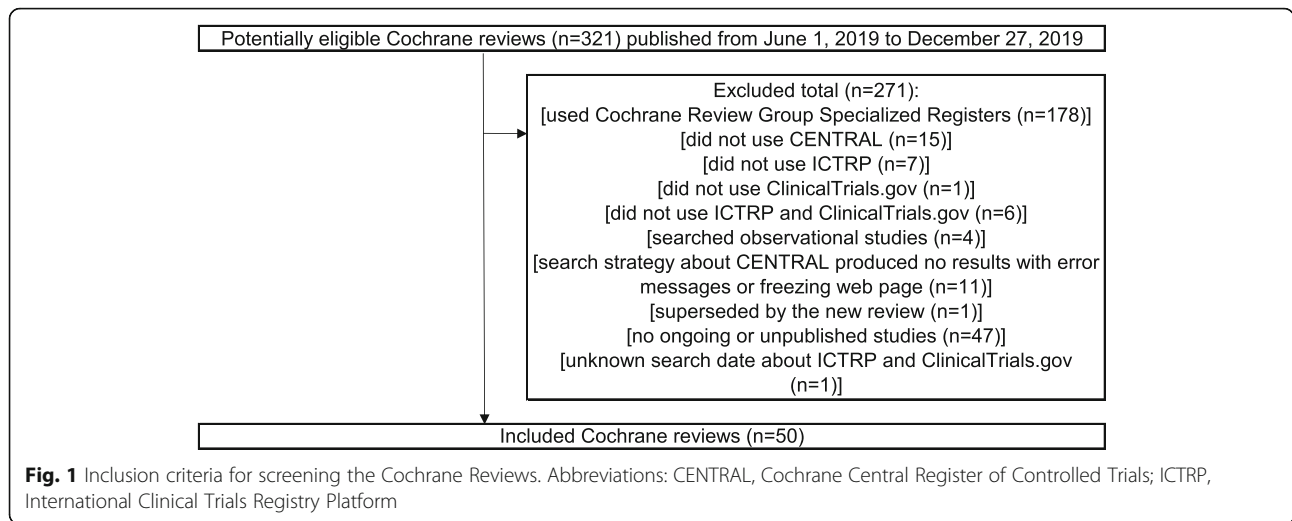 Potentially eligible Cochrane reviews (n=321) published from June 1, 2019 to December 27, 2019
Excluded total (n=271):
[used Cochrane Review Group Specialized Registers (n=178)]
[did not use CENTRAL (n=15)]
[did not use ICTRP (n=7)]
[did not use ClinicalTrials.gov (n=1)]
[did not use ICTRP and ClinicalTrials.gov (n=6)]
[searched observational studies (n=4)]
[search strategy about CENTRAL produced no results with error
messages or freezing web page (n=11)]
[superseded by the new review (n=1)]
[no ongoing or unpublished studies (n=47)]
[unknown search date about ICTRP and ClinicalTrials.gov
(n=1)]
Included Cochrane reviews (n=50)
Fig. 1 Inclusion criteria for screening the Cochrane Reviews. Abbreviations: CENTRAL, Cochrane Central Register of Controlled Trials; ICTRP,
International Clinical Trials Registry Platform